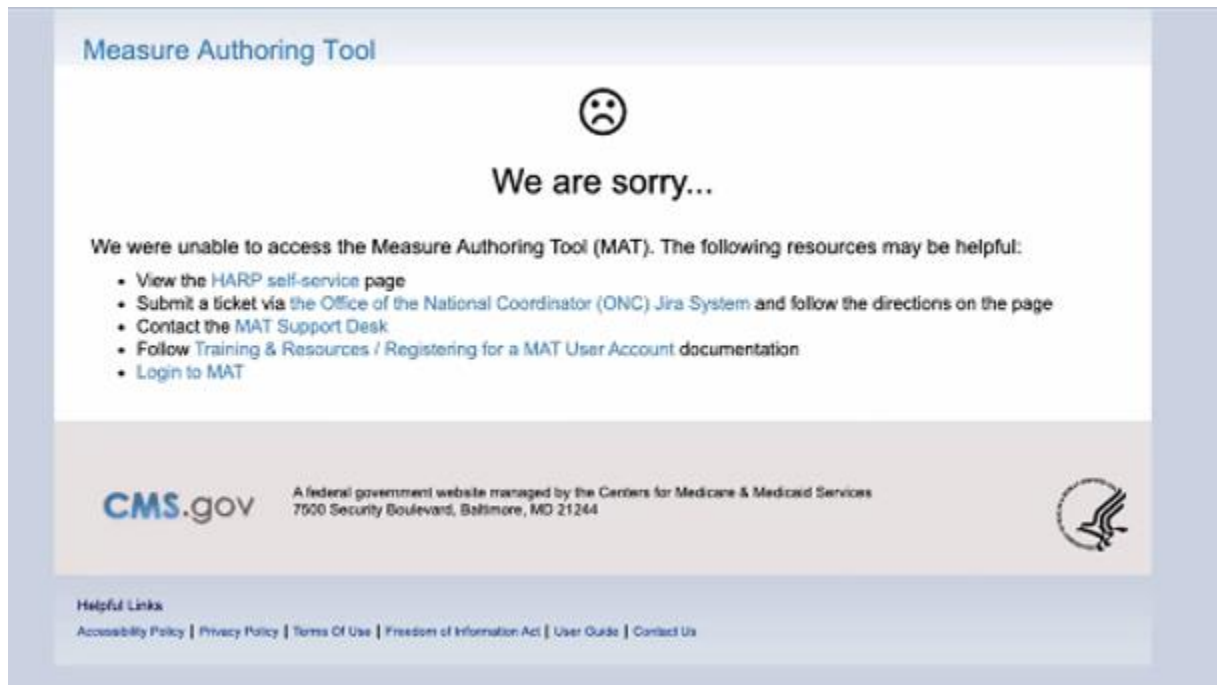 Measure Authoring Tool
We are sorry...
We were unable to access the Measure Authoring Tool (MAT). The following resources may be helpful:
• View the HARP self-service page
• Submit a ticket via the Office of the National Coordinator (ONC) Jira System and follow the directions on the page
• Contact the MAT Support Desk
• Follow Training & Resources / Registering for a MAT User Account documentation
• Login to MAT
CMS.gov
A federal government website managed by the Centers for Medicare & Medicaid Services
7500 Security Boulevard, Baltimore, MD 21244
Helpful Links
Accessibility Policy | Privacy Policy | Terms Of Use | Freedom of Information Act | User Guide | Contact Us